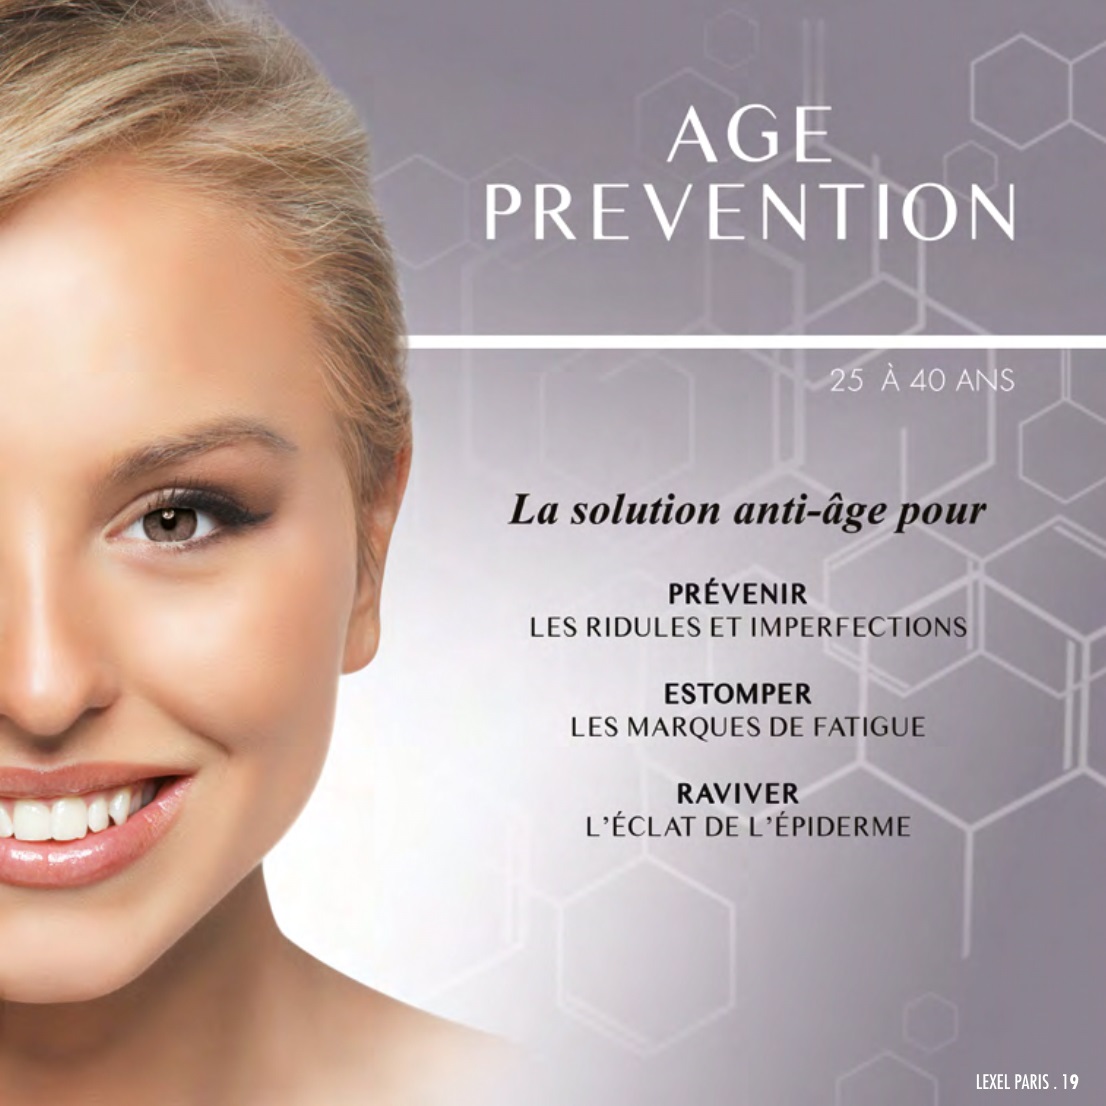 AGE
PREVENTION
25 À 40 ANS
La solution anti-âge pour
PRÉVENIR
LES RIDULES ET IMPERFECTIONS
ESTOMPER
LES MARQUES DE FATIGUE
RAVIVER
L'ÉCLAT DE L'ÉPIDERME
LEXEL PARIS . 19